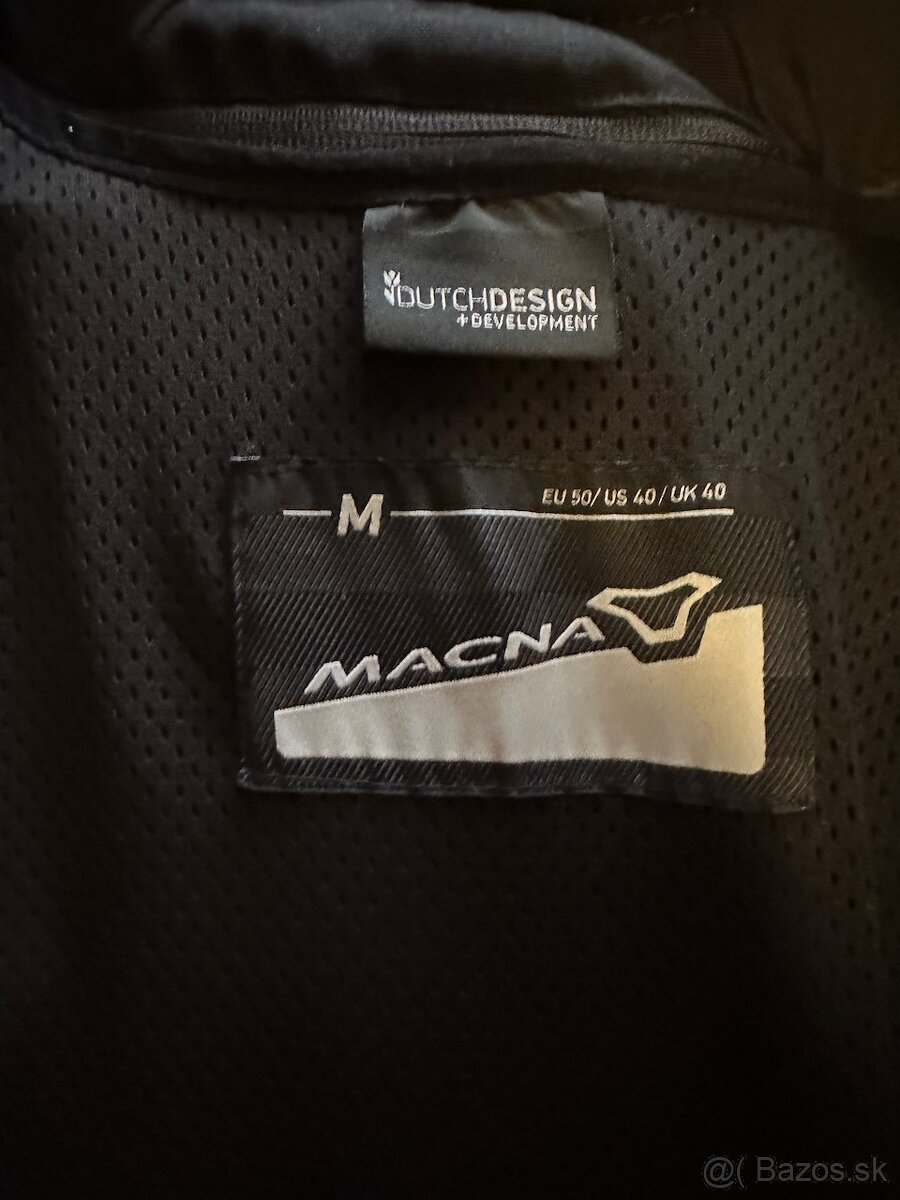 DUTCHDESIGN
+DEVELOPMENT
M
EU 50/ US 40 / UK 40
MACNA
@( Bazos.sk